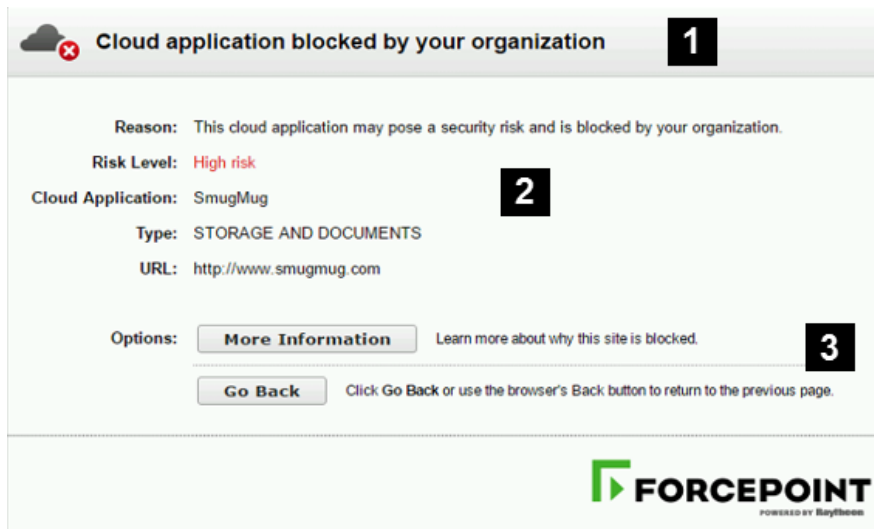 Cloud application blocked by your organization 1
Reason: This cloud application may pose a security risk and is blocked by your organization.
Risk Level: High risk
Cloud Application: SmugMug 2
Type: STORAGE AND DOCUMENTS
URL: http://www.smugmug.com
Options: More Information Learn more about why this site is blocked. 3
Go Back Click Go Back or use the browser's Back button to return to the previous page.
FORCEPOINT
POWERED BY Raytheon